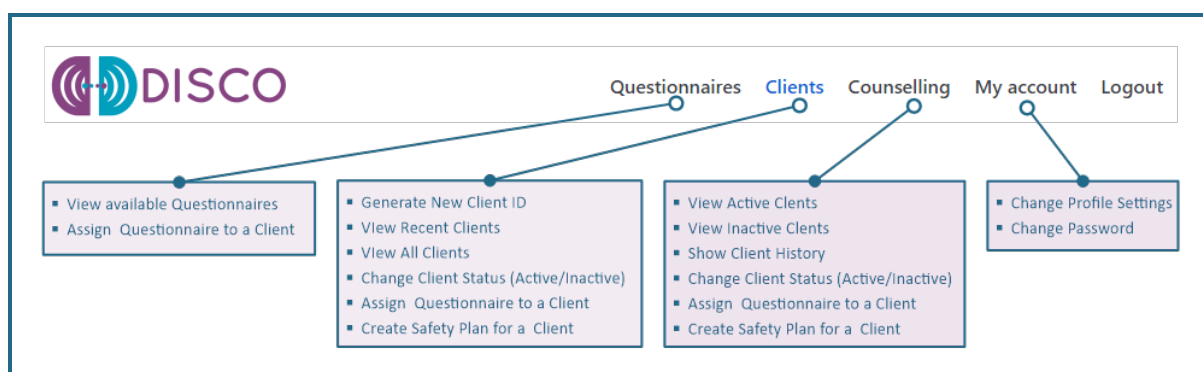 DISCO
Questionnaires Clients Counselling My account Logout
View available Questionnaires
Assign Questionnaire to a Client
Generate New Client ID
VIew Recent Clients
VIew All Clients
Change Client Status (Active/Inactive)
Assign Questionnaire to a Client
Create Safety Plan for a Client
View Active Clents
View Inactive Clents
Show Client History
Change Client Status (Active/Inactive)
Assign Questionnaire to a Client
Create Safety Plan for a Client
Change Profile Settings
Change Password